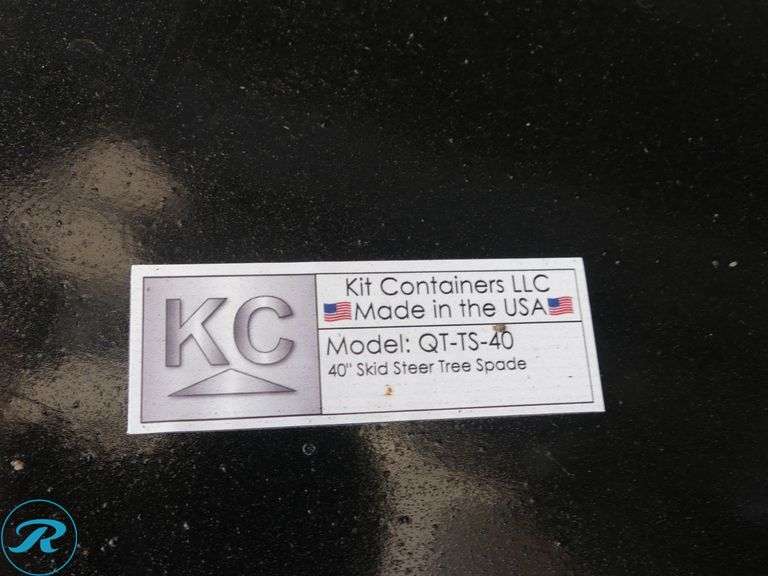 KC
Kit Containers LLC
Made in the USA
Model: QT-TS-40
40" Skid Steer Tree Spade
R